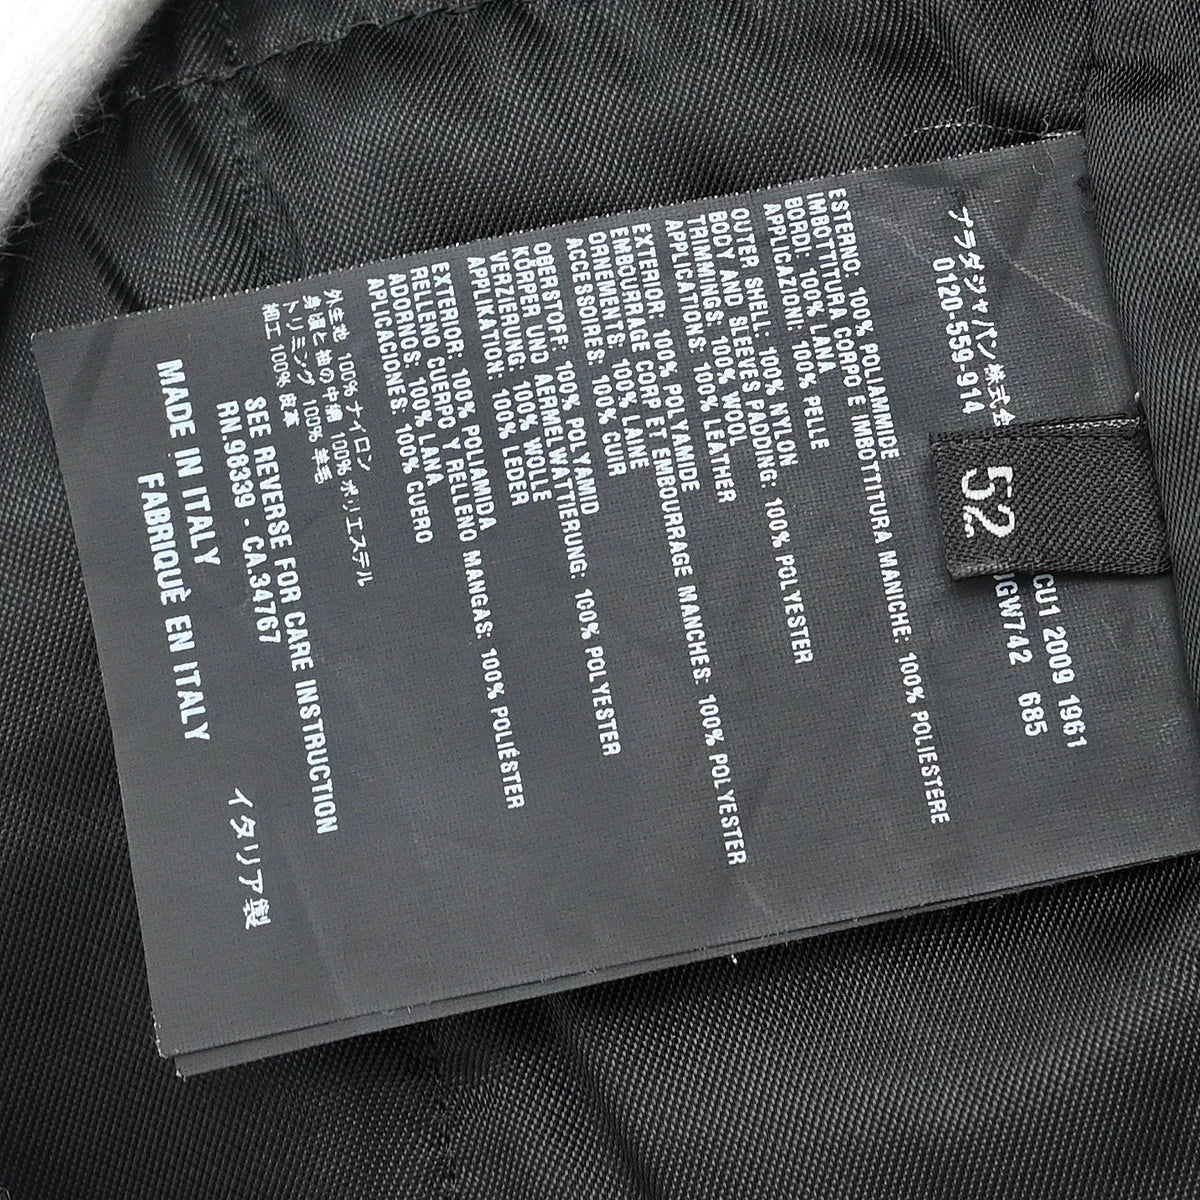 プラダジャパン株式会
0120-559-914
52
CU1 2009 1961
UGW742 685
ESTERNO: 100% POLIAMMIDE
IMBOTTITURA CORPO E IMBOTTITURA MANICHE: 100% POLIESTERE
BORDI: 100% LANA
APPLICAZIONI: 100% PELLE
OUTER SHELL: 100% NYLON
BODY AND SLEEVES PADDING: 100% POLYESTER
TRIMMING: 100% WOOL
APPLICATIONS: 100% LEATHER
EXTERIOR: 100% POLYAMIDE
EMBOURRAGE CORP ET EMBOURRAGE MANCHES: 100% POLYESTER
ORNEMENTS: 100% LAINE
ACCESSOIRES: 100% CUIR
OBERSTOFF: 100% POLYAMID
KÖRPER UND AERMELWATTIERUNG: 100% POLYESTER
VERZIERUNG: 100% WOLLE
APPLIKATION: 100% LEDER
EXTERIOR: 100% POLIAMIDA
RELLENO CUERPO Y RELLENO MANGAS: 100% POLIÉSTER
ADORNOS: 100% LANA
APLICACIONES: 100% CUERO
外生地 100% ナイロン
身頃と袖の中綿 100% ポリエステル
トリミング 100% 羊毛
細工 100% 皮革
SEE REVERSE FOR CARE INSTRUCTION
RN.98839 - CA.34767
MADE IN ITALY イタリア製
FABRIQUÈ EN ITALY